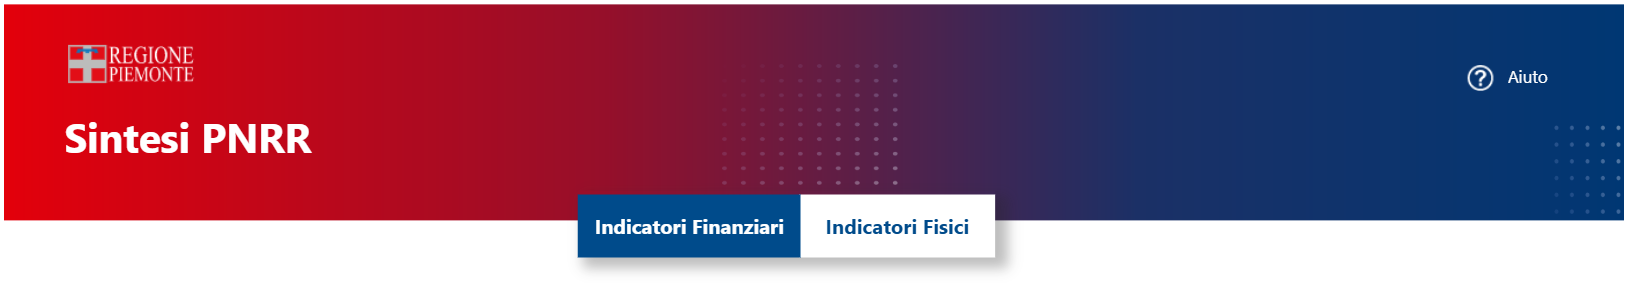 REGIONE
PIEMONTE
Aiuto
Sintesi PNRR
Indicatori Finanziari
Indicatori Fisici